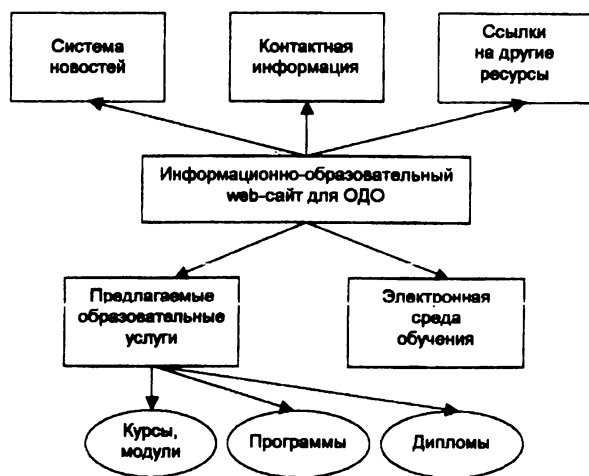 Система
новостей
Контактная
информация
Ссылки
на другие
ресурсы
Информационно-образовательный
web-сайт для ОДО
Предлагаемые
образовательные
услуги
Электронная
среда
обучения
Курсы,
модули
Программы
Дипломы